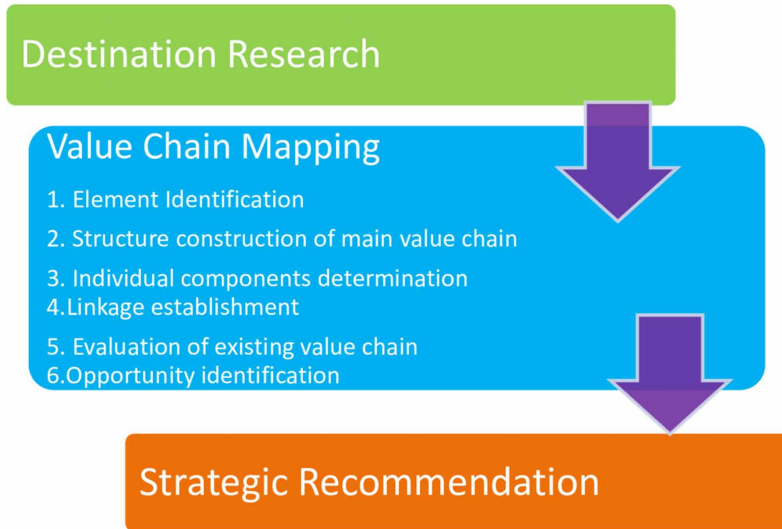 Destination Research
Value Chain Mapping
1. Element Identification
2. Structure construction of main value chain
3. Individual components determination
4.Linkage establishment
5. Evaluation of existing value chain
6.Opportunity identification
Strategic Recommendation